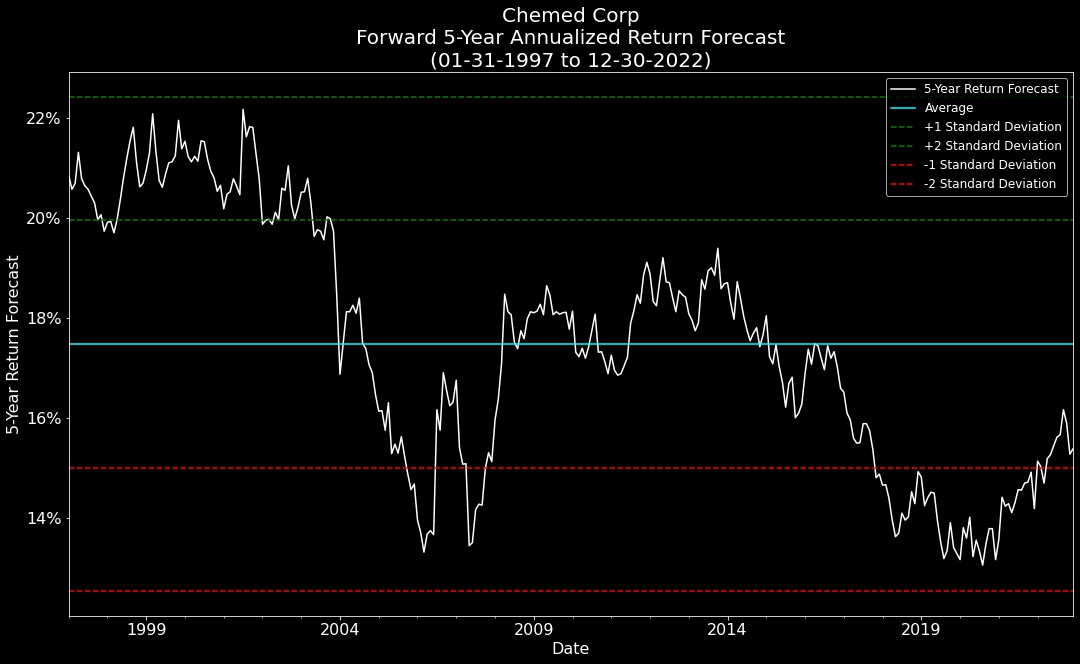 Chemed Corp
Forward 5-Year Annualized Return Forecast
(01-31-1997 to 12-30-2022)
5-Year Return Forecast
Average
+1 Standard Deviation
+2 Standard Deviation
-1 Standard Deviation
-2 Standard Deviation
5-Year Return Forecast
22%
20%
18%
16%
14%
1999
2004
2009
2014
2019
Date